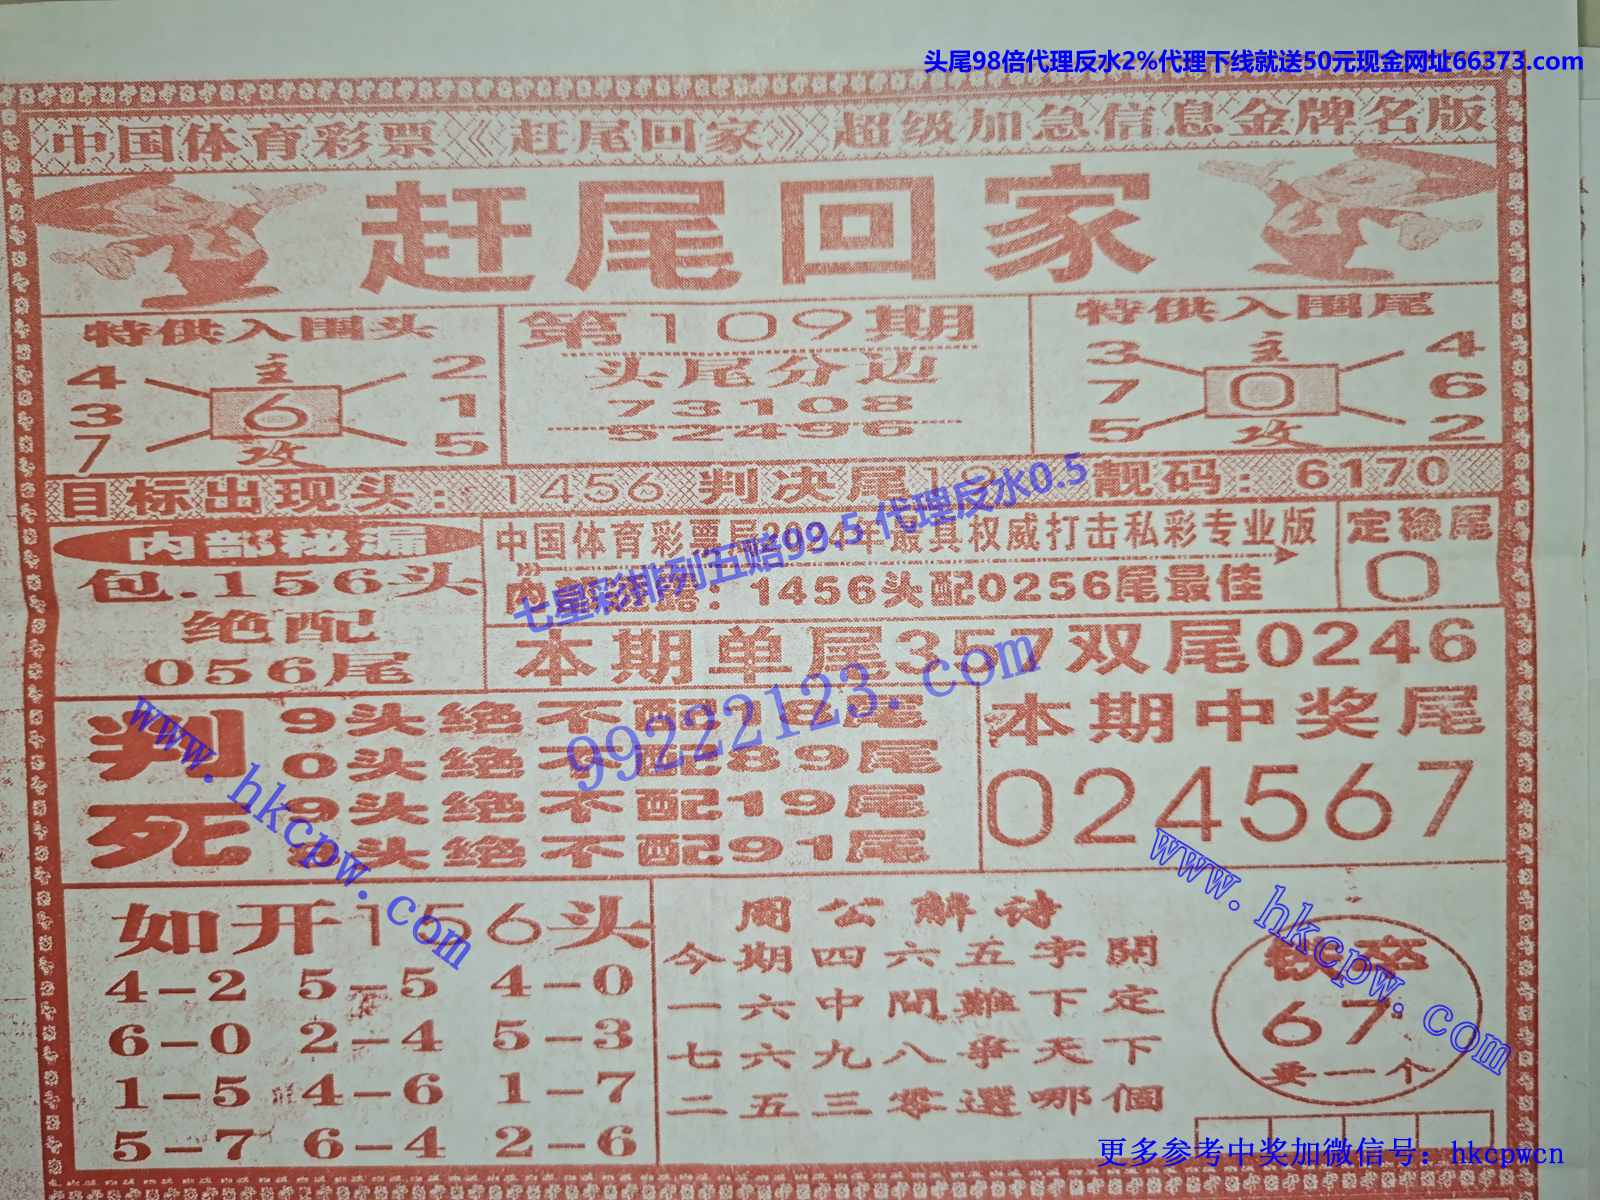 头尾98倍代理反水2%代理下线就送50元现金网址66373.com
中国体育彩票《赶尾回家》超级加急信息金牌名版
赶尾回家
特供入围头
主
4 2
3 6 1
7 5
攻
第109期
头尾分边
73108
52496
特供入围尾
主
3 4
7 0 6
5 2
攻
目标出现头:1456 判决尾 靓码:6170
内部秘漏
包.156头
绝配
056尾
中国体育彩票 权威打击私彩专业版
1456头配0256尾最佳
定稳尾
0
七星彩排列五赔99.5 代理反水0.5
本期单尾357双尾0246
99222123.com
判死
9头绝不配18尾
0头绝不配89尾
9头绝不配19尾
头绝不配91尾
本期中奖尾
024567
www.hkcpw.com
www.hkcpw.com
如开156头
4-2 5-5 4-0
6-0 2-4 5-3
1-5 4-6 1-7
5-7 6-4 2-6
周公解诗
今期四六五字開
一六中間難下定
七六九八爭天下
二五三零選哪個
67
要一个
更多参考中奖加微信号:hkcpwcn